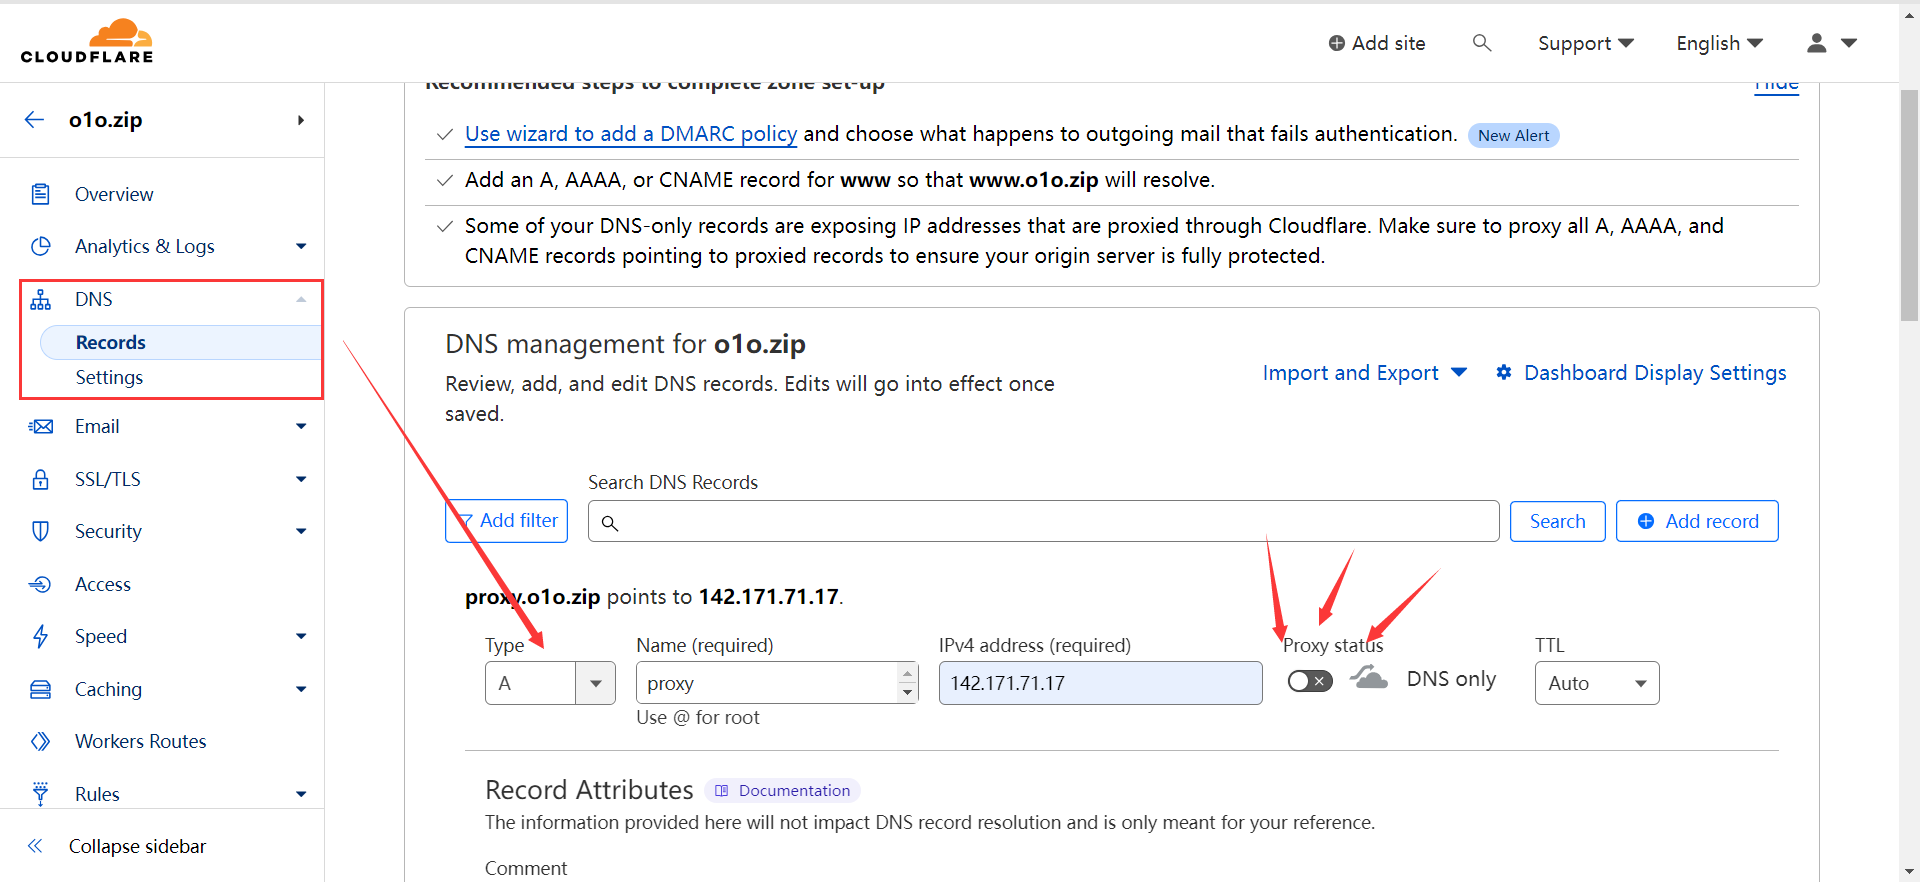 CLOUDFLARE
Add site
Support
English
o1o.zip
Overview
Analytics & Logs
DNS
Records
Settings
Email
SSL/TLS
Security
Access
Speed
Caching
Workers Routes
Rules
Collapse sidebar
Recommended steps to complete zone set-up
Hide
Use wizard to add a DMARC policy and choose what happens to outgoing mail that fails authentication. New Alert
Add an A, AAAA, or CNAME record for www so that www.o1o.zip will resolve.
Some of your DNS-only records are exposing IP addresses that are proxied through Cloudflare. Make sure to proxy all A, AAAA, and
CNAME records pointing to proxied records to ensure your origin server is fully protected.
DNS management for o1o.zip
Review, add, and edit DNS records. Edits will go into effect once
saved.
Import and Export
Dashboard Display Settings
Search DNS Records
Add filter
Search
Add record
proxy.o1o.zip points to 142.171.71.17.
Type
Name (required)
IPv4 address (required)
Proxy status
TTL
A
proxy
142.171.71.17
DNS only
Auto
Use @ for root
Record Attributes Documentation
The information provided here will not impact DNS record resolution and is only meant for your reference.
Comment